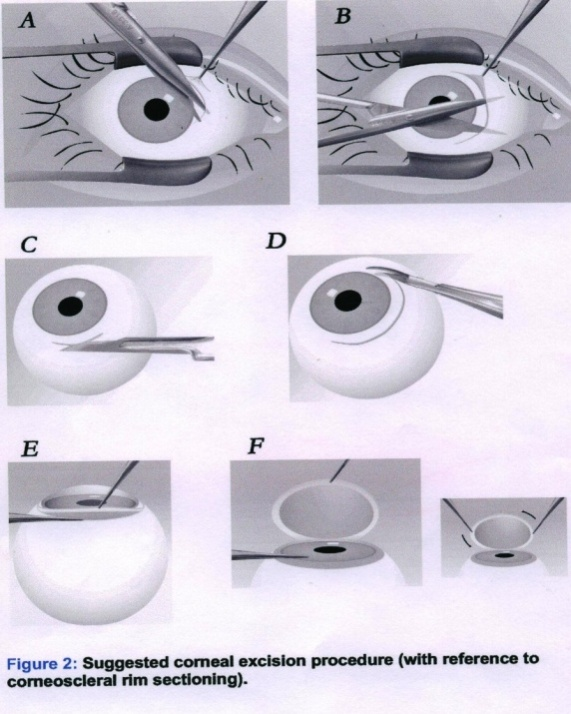 A
B
C
D
E
F
Figure 2: Suggested corneal excision procedure (with reference to
corneoscleral rim sectioning).